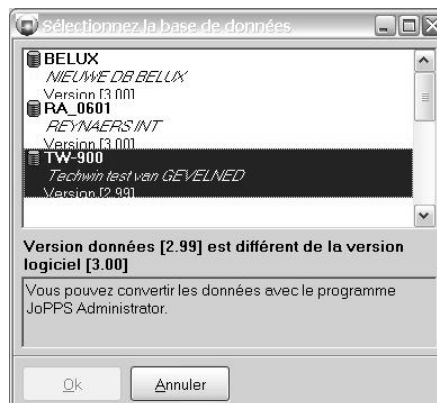 Sélectionnez la base de données
BELUX
NIEUWE DB BELUX
Version [3.00]
RA_0601
REYNAERS INT
Version [3.00]
TW-900
Techwin test van GEVELNED
Version [2.99]
Version données [2.99] est différent de la version
logiciel [3.00]
Vous pouvez convertir les données avec le programme
JoPPS Administrator.
Ok
Annuler